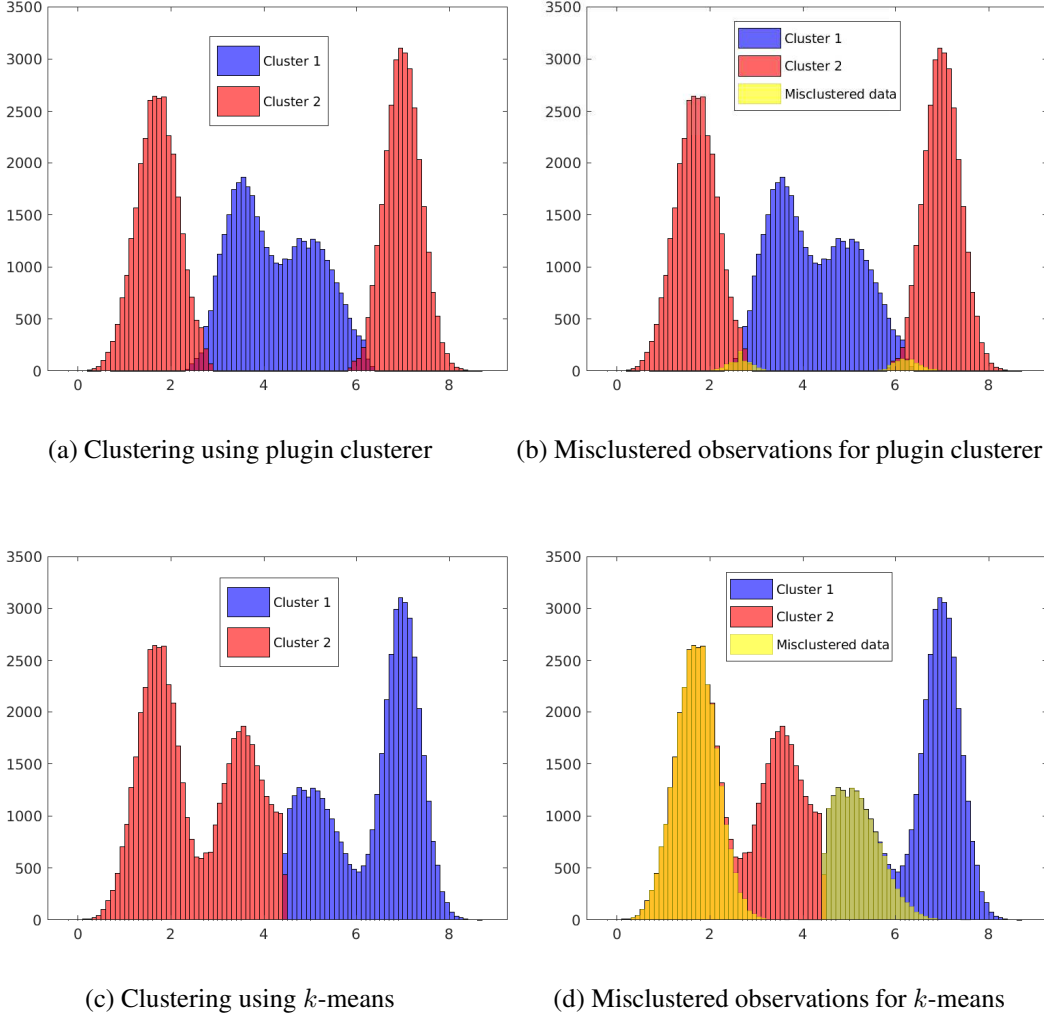 3500
3000
2500
2000
1500
1000
500
0
0 2 4 6 8
Cluster 1
Cluster 2
3500
3000
2500
2000
1500
1000
500
0
0 2 4 6 8
Cluster 1
Cluster 2
Misclustered data
(a) Clustering using plugin clusterer
(b) Misclustered observations for plugin clusterer
3500
3000
2500
2000
1500
1000
500
0
0 2 4 6 8
Cluster 1
Cluster 2
3500
3000
2500
2000
1500
1000
500
0
0 2 4 6 8
Cluster 1
Cluster 2
Misclustered data
(c) Clustering using k-means
(d) Misclustered observations for k-means